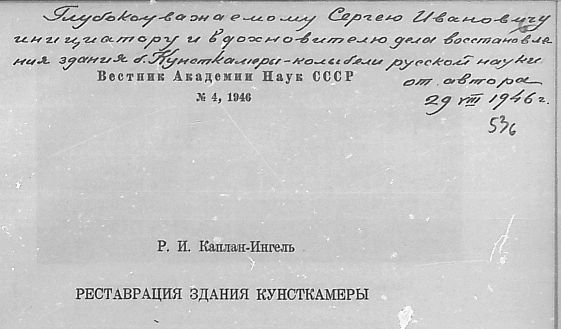 Глубокоуважаемому Сергею Ивановичу
инициатору и вдохновителю дела восстановле
ния здания б. Кунсткамеры-колыбели русской науки
от автора
29 VIII 1946 г.
536
Вестник Академии Наук СССР
№ 4, 1946
Р. И. Каплан-Ингель
РЕСТАВРАЦИЯ ЗДАНИЯ КУНСТКАМЕРЫ